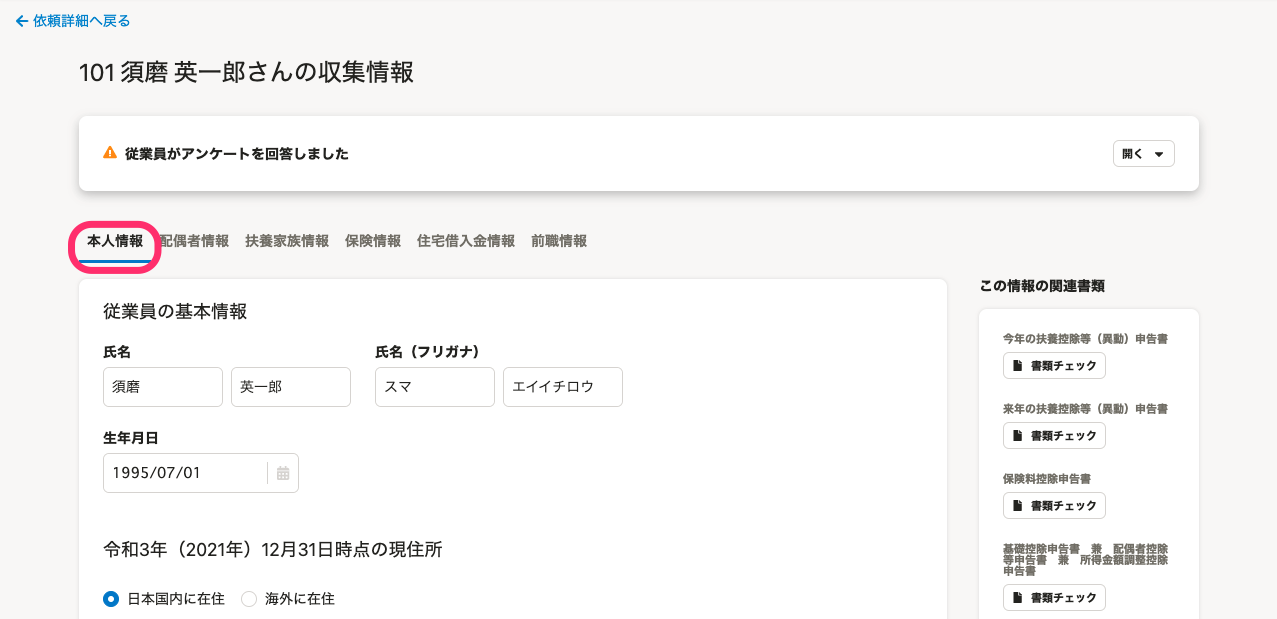 依頼詳細へ戻る
101 須磨 英一郎さんの収集情報
従業員がアンケートを回答しました
開く
本人情報 配偶者情報 扶養家族情報 保険情報 住宅借入金情報 前職情報
従業員の基本情報
氏名 氏名（フリガナ）
須磨 英一郎 スマ エイイチロウ
生年月日
1995/07/01
令和3年（2021年）12月31日時点の現住所
日本国内に在住 海外に在住
この情報の関連書類
今年の扶養控除等（異動）申告書
書類チェック
来年の扶養控除等（異動）申告書
書類チェック
保険料控除申告書
書類チェック
基礎控除申告書　兼　配偶者控除
等申告書　兼　所得金額調整控除
申告書
書類チェック